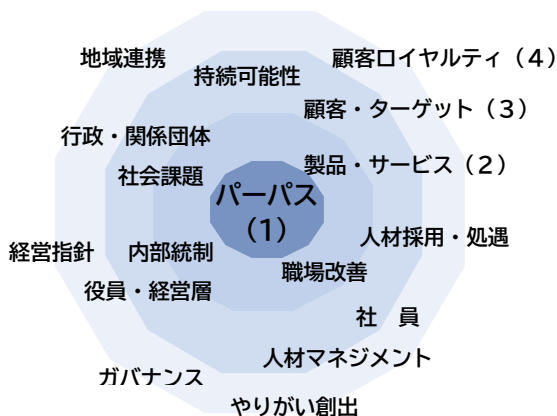 地域連携
顧客ロイヤルティ（４）
持続可能性
顧客・ターゲット（３）
行政・関係団体
製品・サービス（２）
社会課題
パーパス
（１）
人材採用・処遇
経営指針
内部統制
職場改善
役員・経営層
社　員
人材マネジメント
ガバナンス
やりがい創出